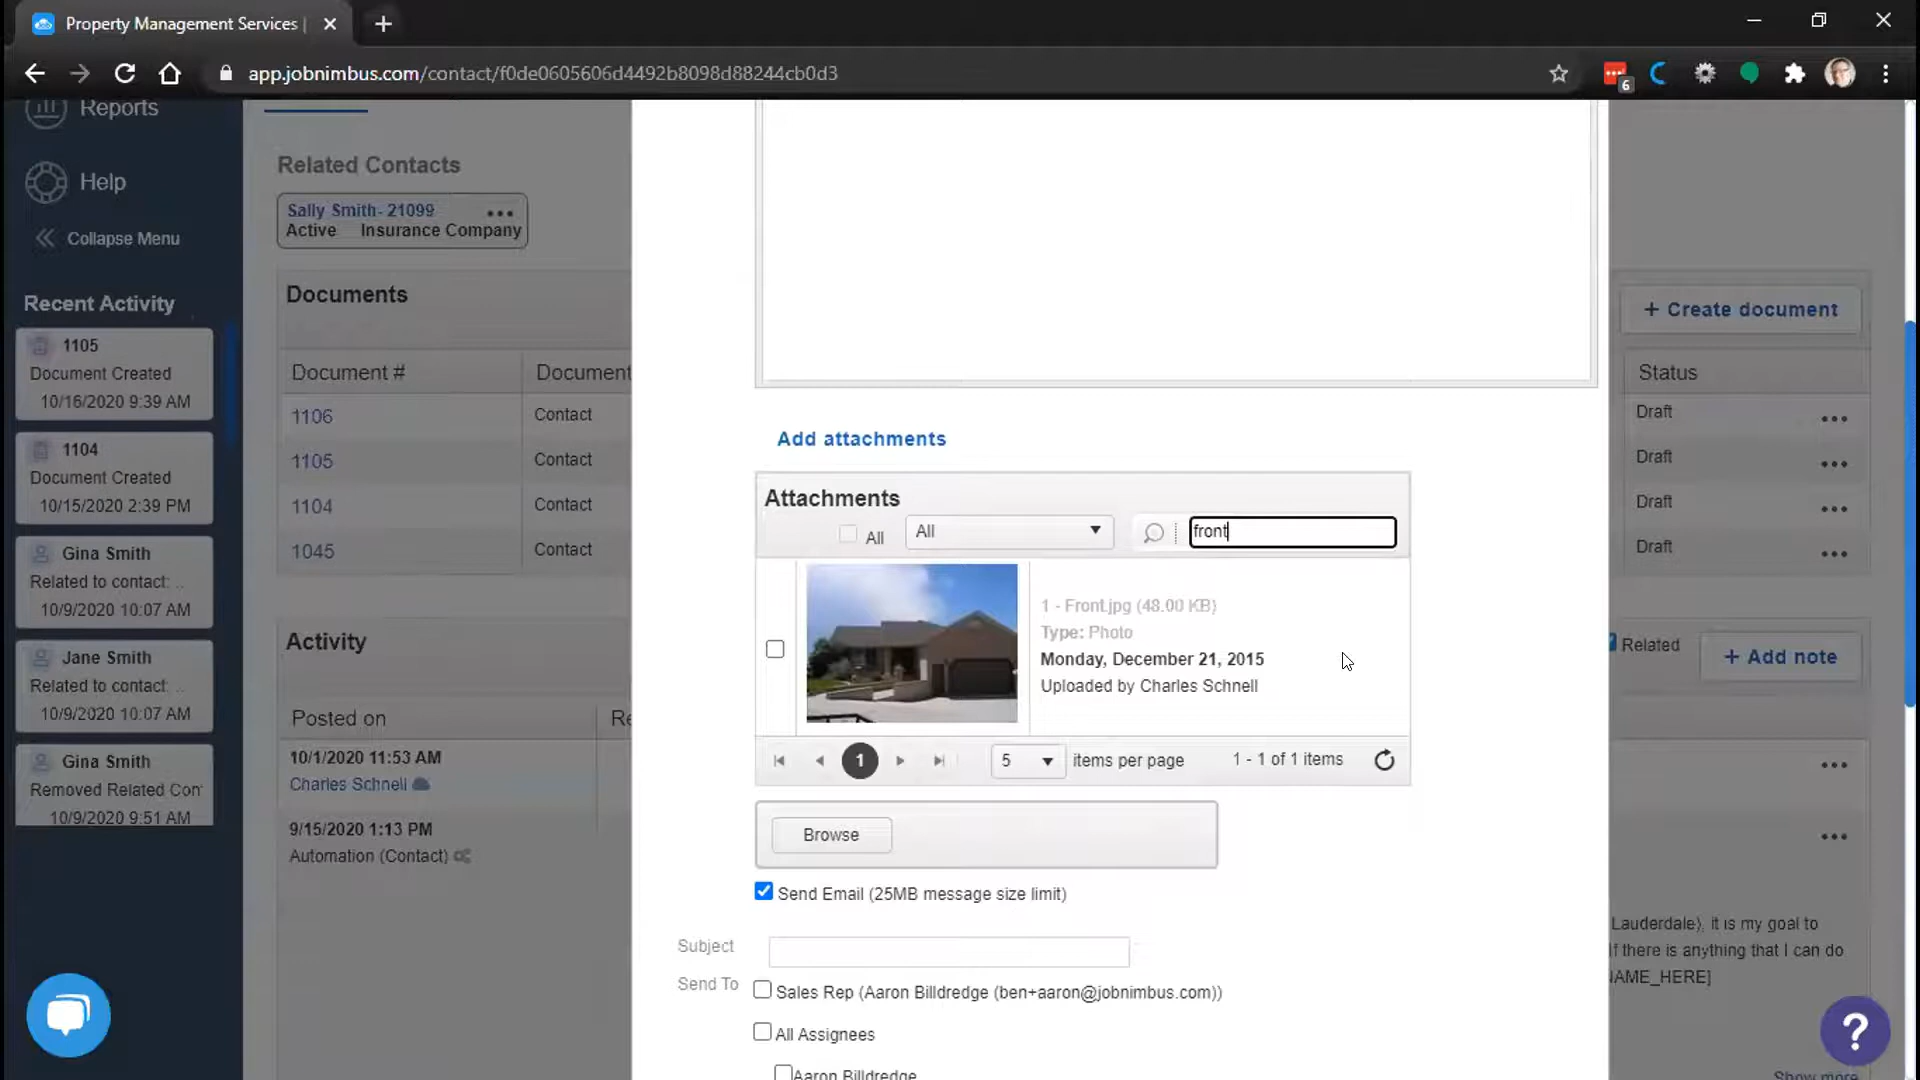 Property Management Services |
app.jobnimbus.com/contact/f0de0605606d4492b8098d88244cb0d3
6
Reports
Help
Collapse Menu
Recent Activity
1105
Document Created
10/16/2020 9:39 AM
1104
Document Created
10/15/2020 2:39 PM
Gina Smith
Related to contact: ...
10/9/2020 10:07 AM
Jane Smith
Related to contact: ...
10/9/2020 10:07 AM
Gina Smith
Removed Related Con
10/9/2020 9:51 AM
Related Contacts
Sally Smith- 21099
Active Insurance Company
Documents
+ Create document
Document # Document Status
1106 Contact Draft
1105 Contact Draft
1104 Contact Draft
1045 Contact Draft
Activity
Related + Add note
Posted on Re
10/1/2020 11:53 AM
Charles Schnell
9/15/2020 1:13 PM
Automation (Contact)
Lauderdale), it is my goal to
If there is anything that I can do
NAME_HERE]
Show more
Add attachments
Attachments
All All front
1 - Front.jpg (48.00 KB)
Type: Photo
Monday, December 21, 2015
Uploaded by Charles Schnell
1 5 items per page 1 - 1 of 1 items
Browse
Send Email (25MB message size limit)
Subject
Send To Sales Rep (Aaron Billdredge (ben+aaron@jobnimbus.com))
All Assignees
Aaron Billdredge
?